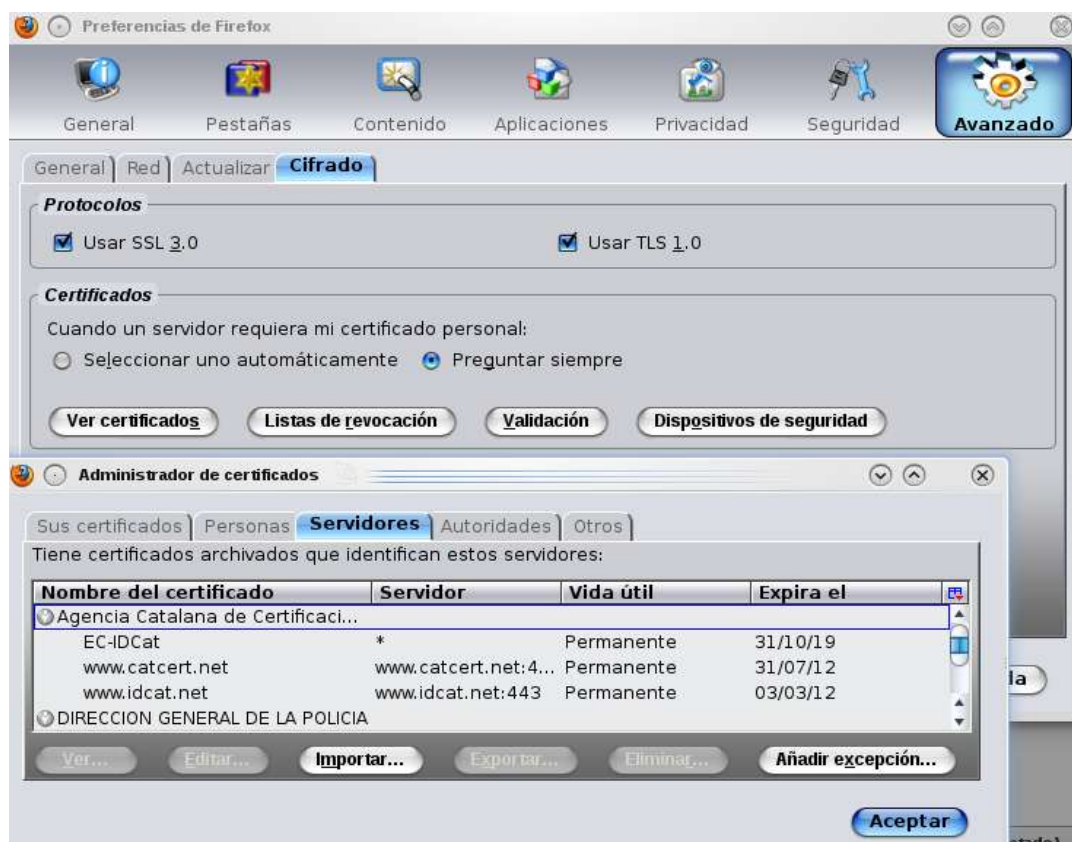 Preferencias de Firefox
General Pestañas Contenido Aplicaciones Privacidad Seguridad Avanzado
General Red Actualizar Cifrado
Protocolos
Usar SSL 3.0 Usar TLS 1.0
Certificados
Cuando un servidor requiera mi certificado personal:
Seleccionar uno automáticamente Preguntar siempre
Ver certificados Listas de revocación Validación Dispositivos de seguridad
Administrador de certificados
Sus certificados Personas Servidores Autoridades Otros
Tiene certificados archivados que identifican estos servidores:
Nombre del certificado Servidor Vida útil Expira el
Agencia Catalana de Certificaci...
EC-IDCat * Permanente 31/10/19
www.catcert.net www.catcert.net:4... Permanente 31/07/12
www.idcat.net www.idcat.net:443 Permanente 03/03/12
la
DIRECCION GENERAL DE LA POLICIA
Ver... Editar... Importar... Exportar... Eliminar... Añadir excepción...
Aceptar